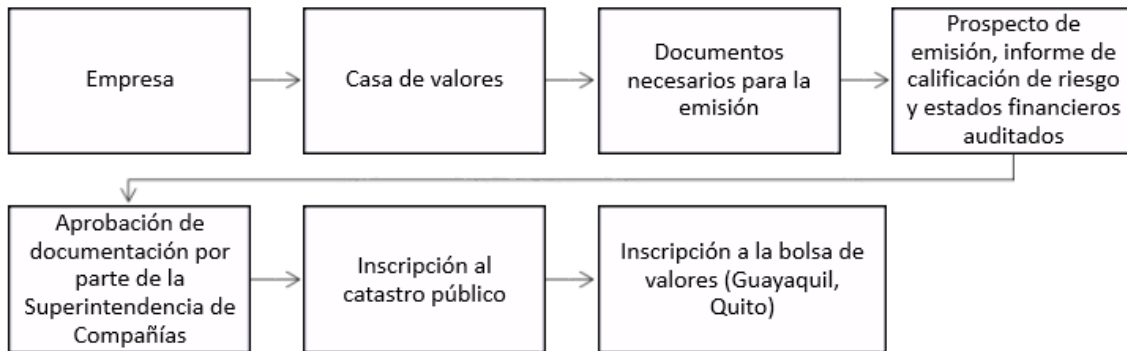 Empresa
Casa de valores
Documentos
necesarios para la
emisión
Prospecto de
emisión, informe de
calificación de riesgo
y estados financieros
auditados
Aprobación de
documentación por
parte de la
Superintendencia de
Compañías
Inscripción al
catastro público
Inscripción a la bolsa de
valores (Guayaquil,
Quito)